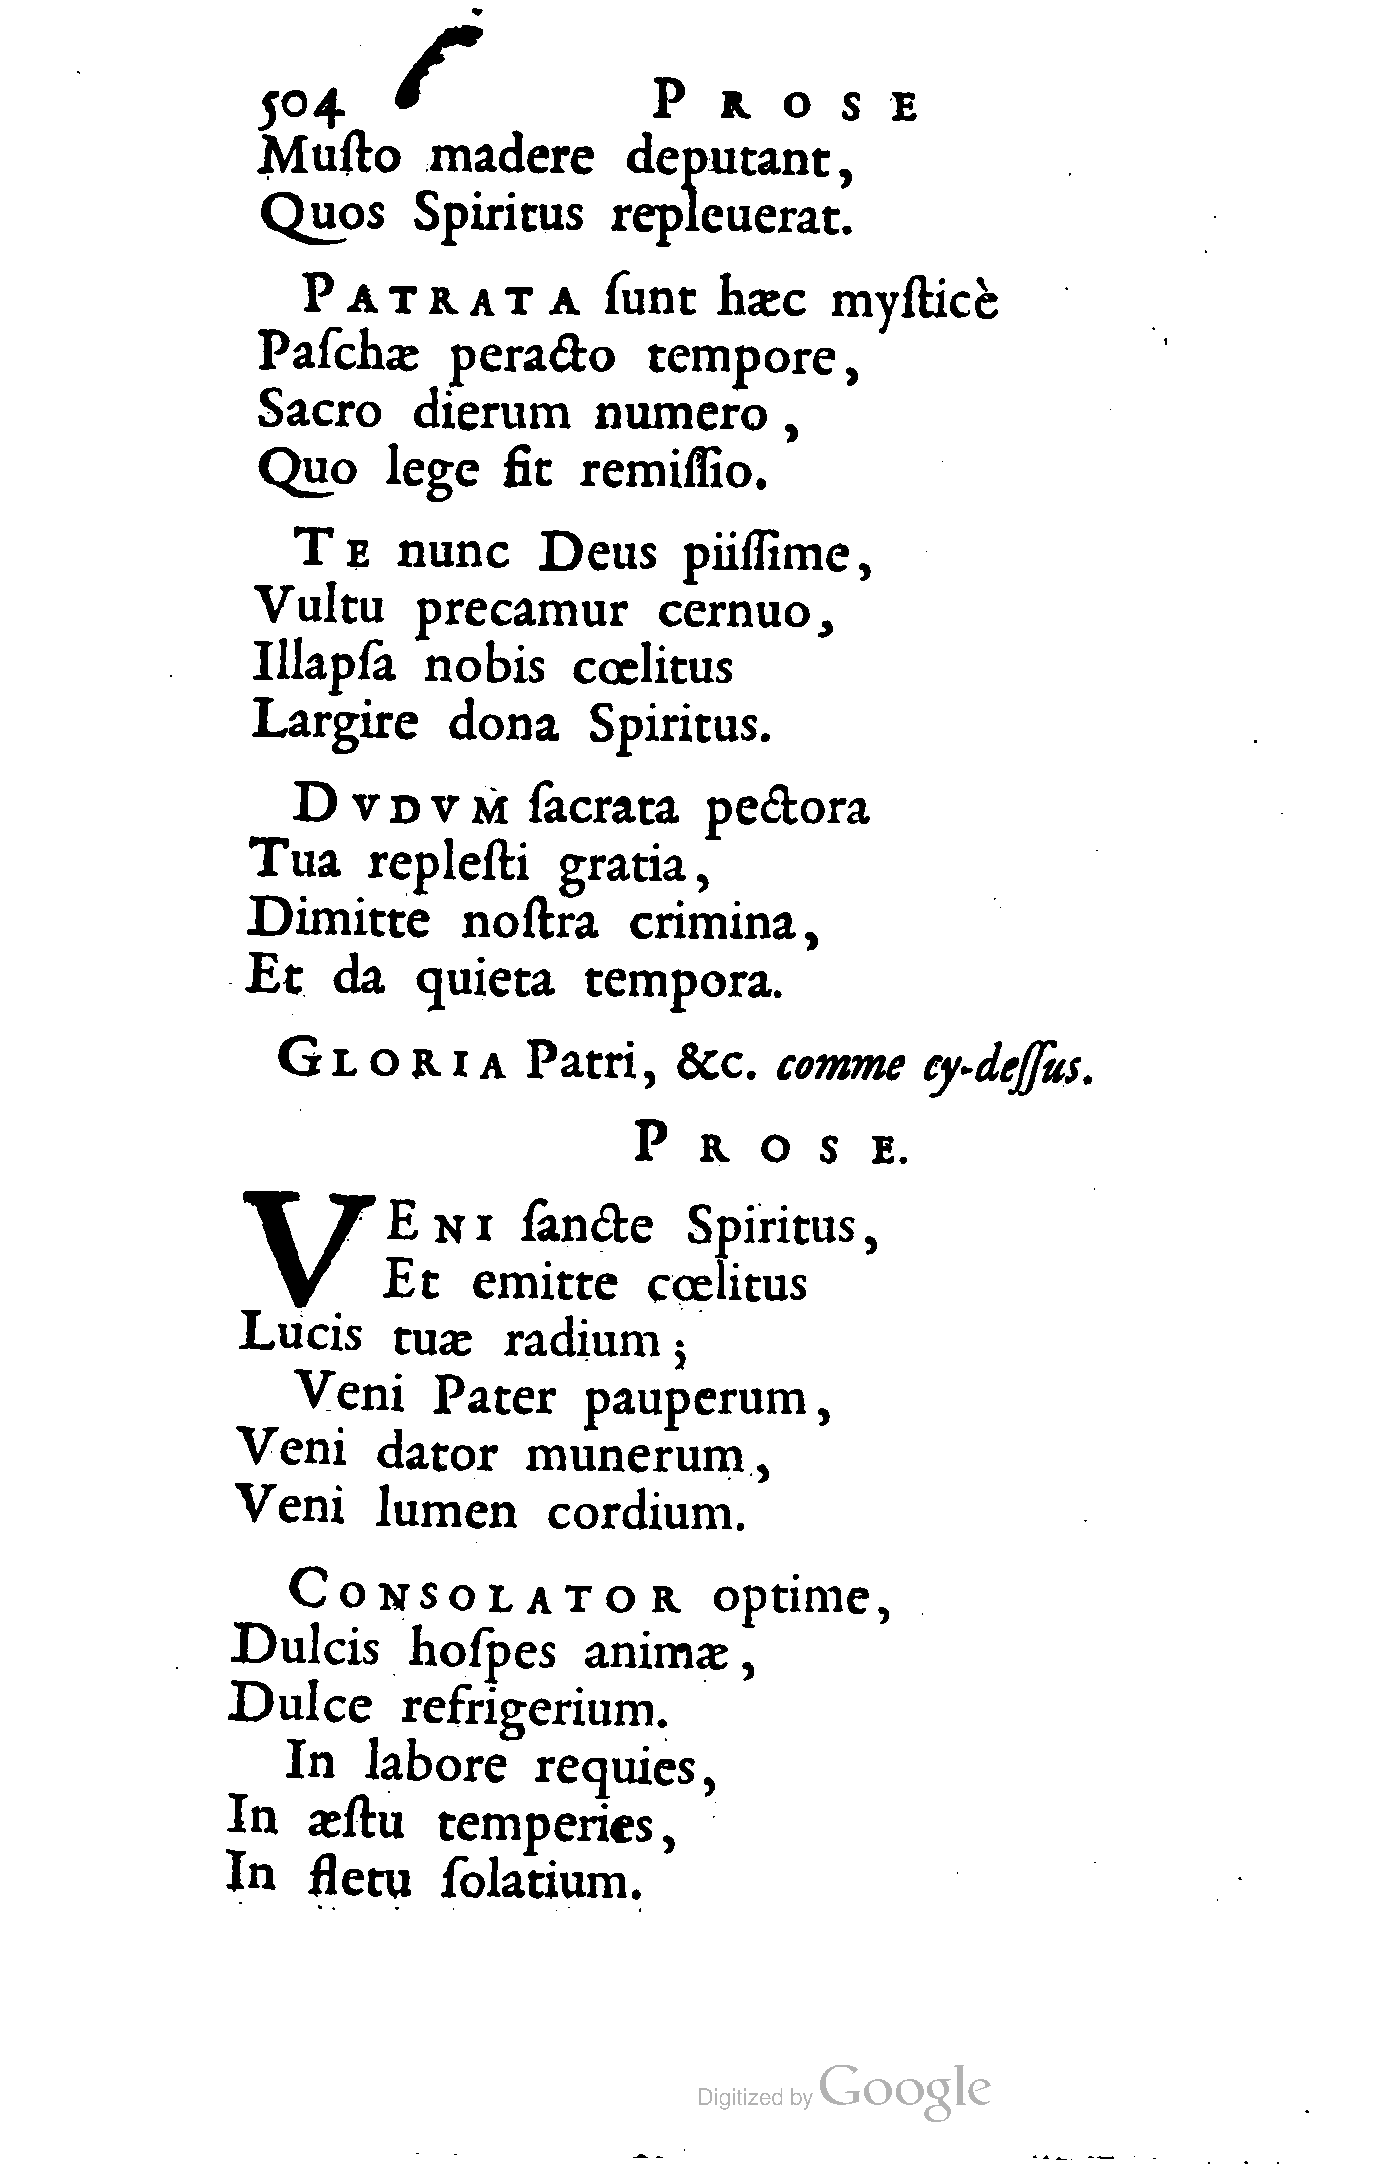 504 PROSE
Muſto madere deputant,
Quos Spiritus repleuerat.
PATRATA ſunt hæc myſticè
Paſchæ peracto tempore,
Sacro dierum numero,
Quo lege fit remiſſio.
TE nunc Deus piiſſime,
Vultu precamur cernuo,
Illapſa nobis cœlitus
Largire dona Spiritus.
DVDVM ſacrata pectora
Tua repleſti gratia,
Dimitte noſtra crimina,
Et da quieta tempora.
GLORIA Patri, &c. comme cy-deſſus.
PROSE.
VENI ſancte Spiritus,
Et emitte cœlitus
Lucis tuæ radium;
Veni Pater pauperum,
Veni dator munerum,
Veni lumen cordium.
CONSOLATOR optime,
Dulcis hoſpes animæ,
Dulce refrigerium.
In labore requies,
In æſtu temperies,
In fletu ſolatium.
Digitized by Google